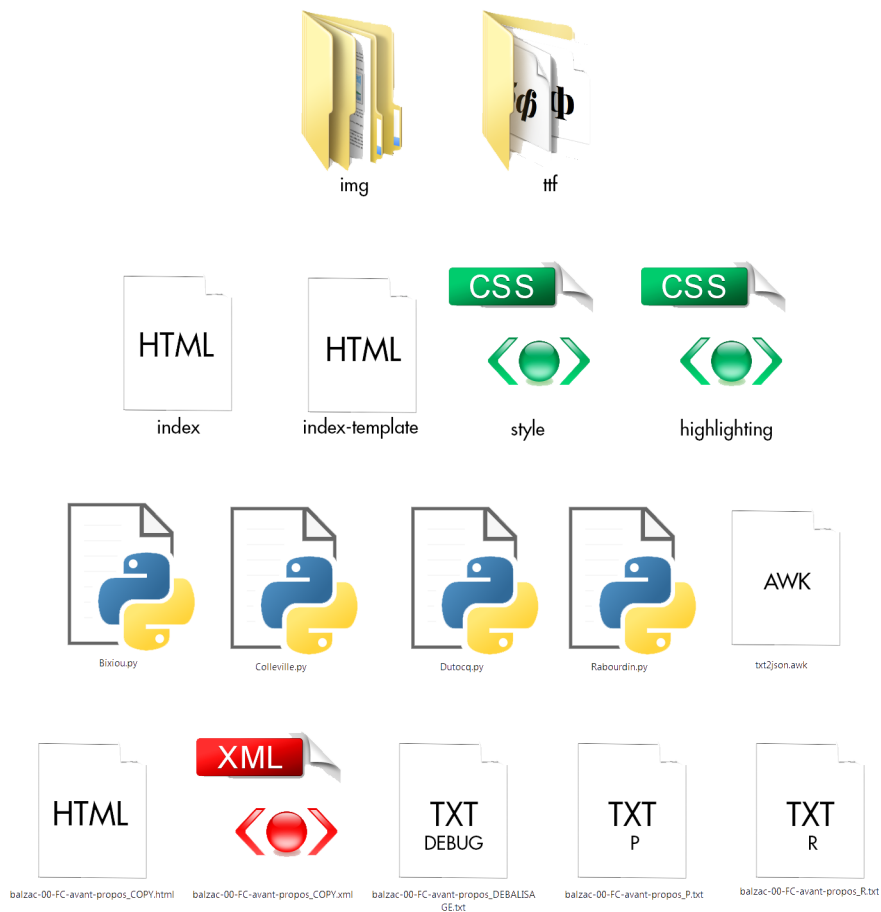 img
ttf
HTML
HTML
CSS
CSS
index
index-template
style
highlighting
AWK
Bixiou.py
Colleville.py
Dutocq.py
Rabourdin.py
txt2json.awk
HTML
XML
TXT
DEBUG
TXT
P
TXT
R
balzac-00-FC-avant-propos_COPY.html
balzac-00-FC-avant-propos_COPY.xml
balzac-00-FC-avant-propos_DEBALISA
GE.txt
balzac-00-FC-avant-propos_P.txt
balzac-00-FC-avant-propos_R.txt